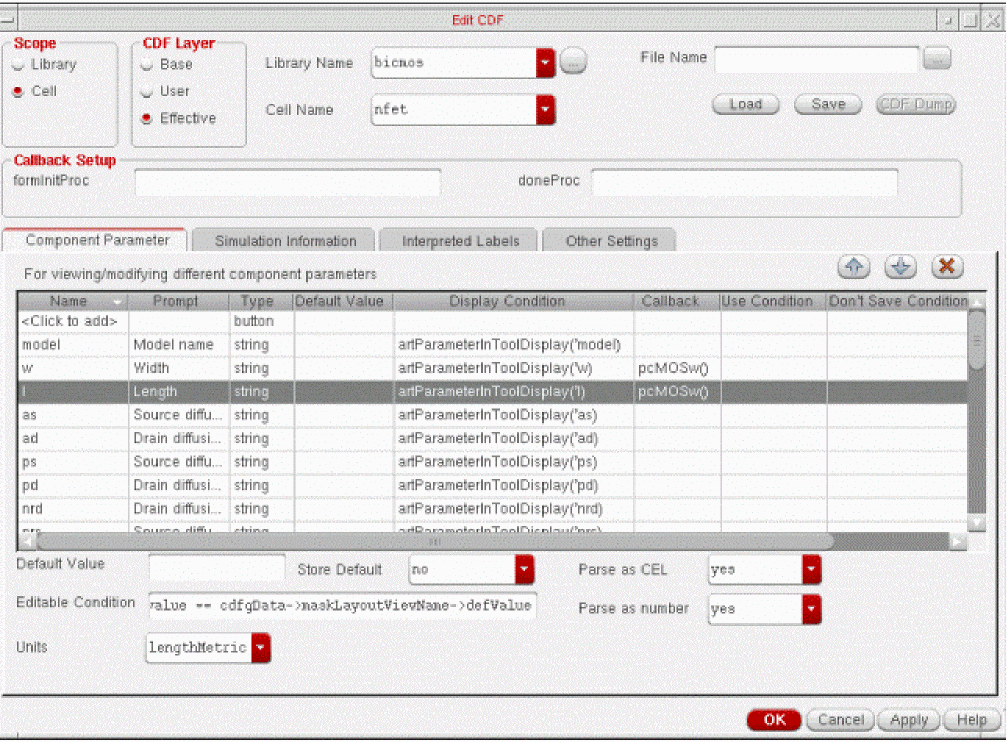 Edit CDF
Scope
Library
Cell
CDF Layer
Base
User
Effective
Library Name bicmos ...
Cell Name nfet
File Name ...
Load Save CDF Dump
Callback Setup
formInitProc doneProc
Component Parameter Simulation Information Interpreted Labels Other Settings
For viewing/modifying different component parameters
Name Prompt Type Default Value Display Condition Callback Use Condition Don't Save Condition
<Click to add> button
model Model name string artParameterInToolDisplay('model)
w Width string artParameterInToolDisplay('w) pcMOSw()
l Length string artParameterInToolDisplay('l) pcMOSw()
as Source diffu... string artParameterInToolDisplay('as)
ad Drain diffusi... string artParameterInToolDisplay('ad)
ps Source diffu... string artParameterInToolDisplay('ps)
pd Drain diffusi... string artParameterInToolDisplay('pd)
nrd Drain diffusi... string artParameterInToolDisplay('nrd)
nrs Source diffu... string artParameterInToolDisplay('nrs)
Default Value Store Default no Parse as CEL yes
Editable Condition value == cdfgData->maskLayoutViewName->defValue Parse as number yes
Units lengthMetric
OK Cancel Apply Help